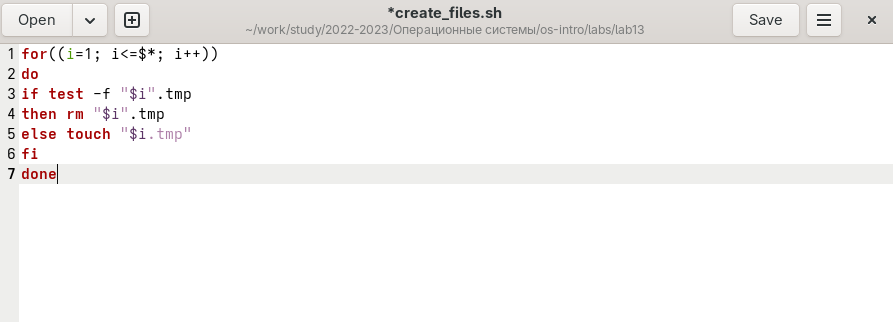 Open
*create_files.sh
~/work/study/2022-2023/Операционные системы/os-intro/labs/lab13
Save
1 for((i=1; i<=$*; i++))
2 do
3 if test -f "$i".tmp
4 then rm "$i".tmp
5 else touch "$i.tmp"
6 fi
7 done